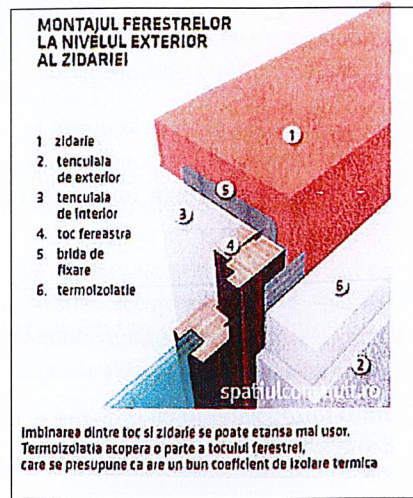 MONTAJUL FERESTRELOR
LA NIVELUL EXTERIOR
AL ZIDARIEI
1 zidarie
2. tenculala
de exterior
3 tenculala
de interior
4. toc fereastra
5 brida de
fixare
6. termoizolatie
1
5
3
4
6
2
spatiulconstruit.ro
Imbinarea dintre toc si zidarie se poate etansa mai usor.
Termoizolatia acopera o parte a tocului ferestrei,
care se presupune ca are un bun coeficient de izolare termica